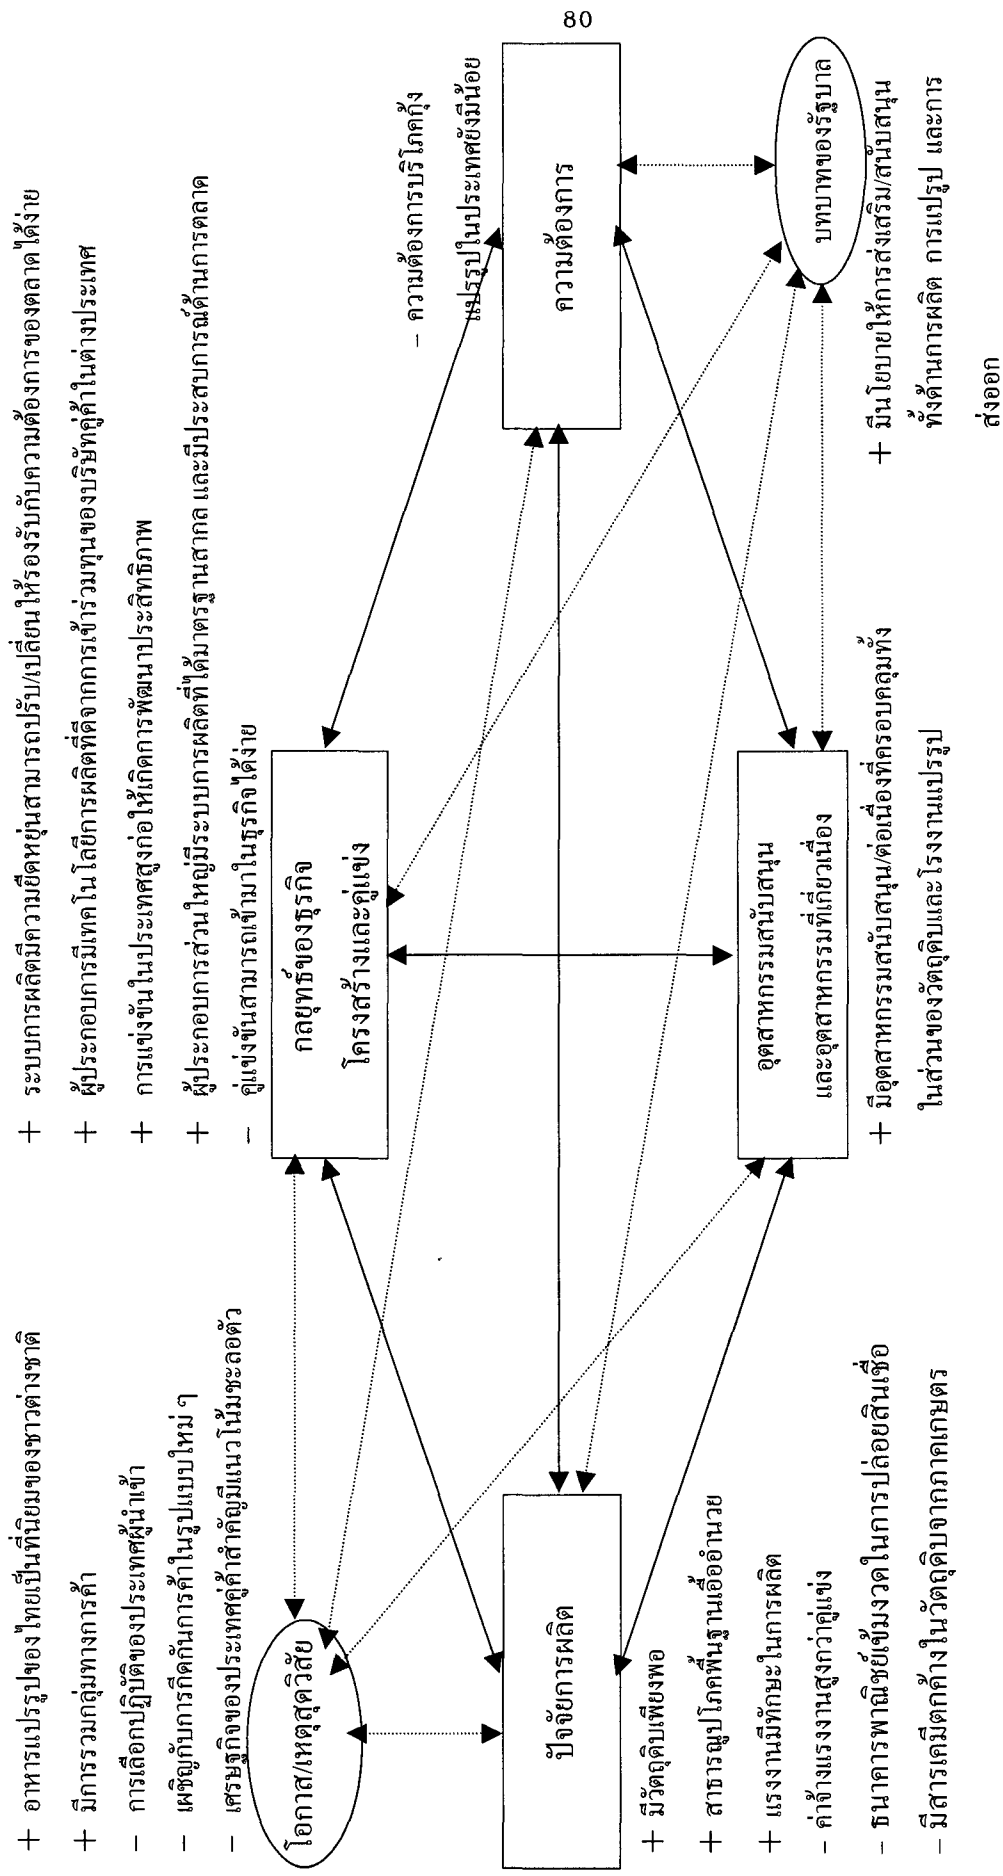 80
+ อาหารแปรรูปของไทยเป็นที่นิยมของชาวต่างชาติ
+ มีการรวมกลุ่มทางการค้า
- การเลือกปฏิบัติของประเทศผู้นำเข้า
- เผชิญกับการกีดกันการค้าในรูปแบบใหม่ ๆ
- เศรษฐกิจของประเทศคู่ค้าสำคัญมีแนวโน้มชะลอตัว
โอกาส/เหตุสุดวิสัย
+ ระบบการผลิตมีความยืดหยุ่นสามารถปรับ/เปลี่ยนให้รองรับกับความต้องการของตลาดได้ง่าย
+ ผู้ประกอบการมีเทคโนโลยีการผลิตที่ดีจากการเข้าร่วมทุนของบริษัทคู่ค้าในต่างประเทศ
+ การแข่งขันในประเทศสูงก่อให้เกิดการพัฒนาประสิทธิภาพ
+ ผู้ประกอบการส่วนใหญ่มีระบบการผลิตที่ได้มาตรฐานสากล และมีประสบการณ์ด้านการตลาด
- คู่แข่งขันสามารถเข้ามาในธุรกิจได้ง่าย
กลยุทธ์ของธุรกิจ
โครงสร้างและคู่แข่ง
- ความต้องการบริโภคกุ้ง
แปรรูปในประเทศยังมีน้อย
ความต้องการ
ปัจจัยการผลิต
+ มีวัตถุดิบเพียงพอ
+ สาธารณูปโภคพื้นฐานเอื้ออำนวย
+ แรงงานมีทักษะในการผลิต
- ค่าจ้างแรงงานสูงกว่าคู่แข่ง
- ธนาคารพาณิชย์เข้มงวดในการปล่อยสินเชื่อ
- มีสารเคมีตกค้างในวัตถุดิบจากภาคเกษตร
อุตสาหกรรมสนับสนุน
และอุตสาหกรรมที่เกี่ยวเนื่อง
+ มีอุตสาหกรรมสนับสนุน/ต่อเนื่องที่ครอบคลุมทั้ง
ในส่วนของวัตถุดิบและโรงงานแปรรูป
บทบาทของรัฐบาล
+ มีนโยบายให้การส่งเสริม/สนับสนุน
ทั้งด้านการผลิต การแปรรูป และการ
ส่งออก